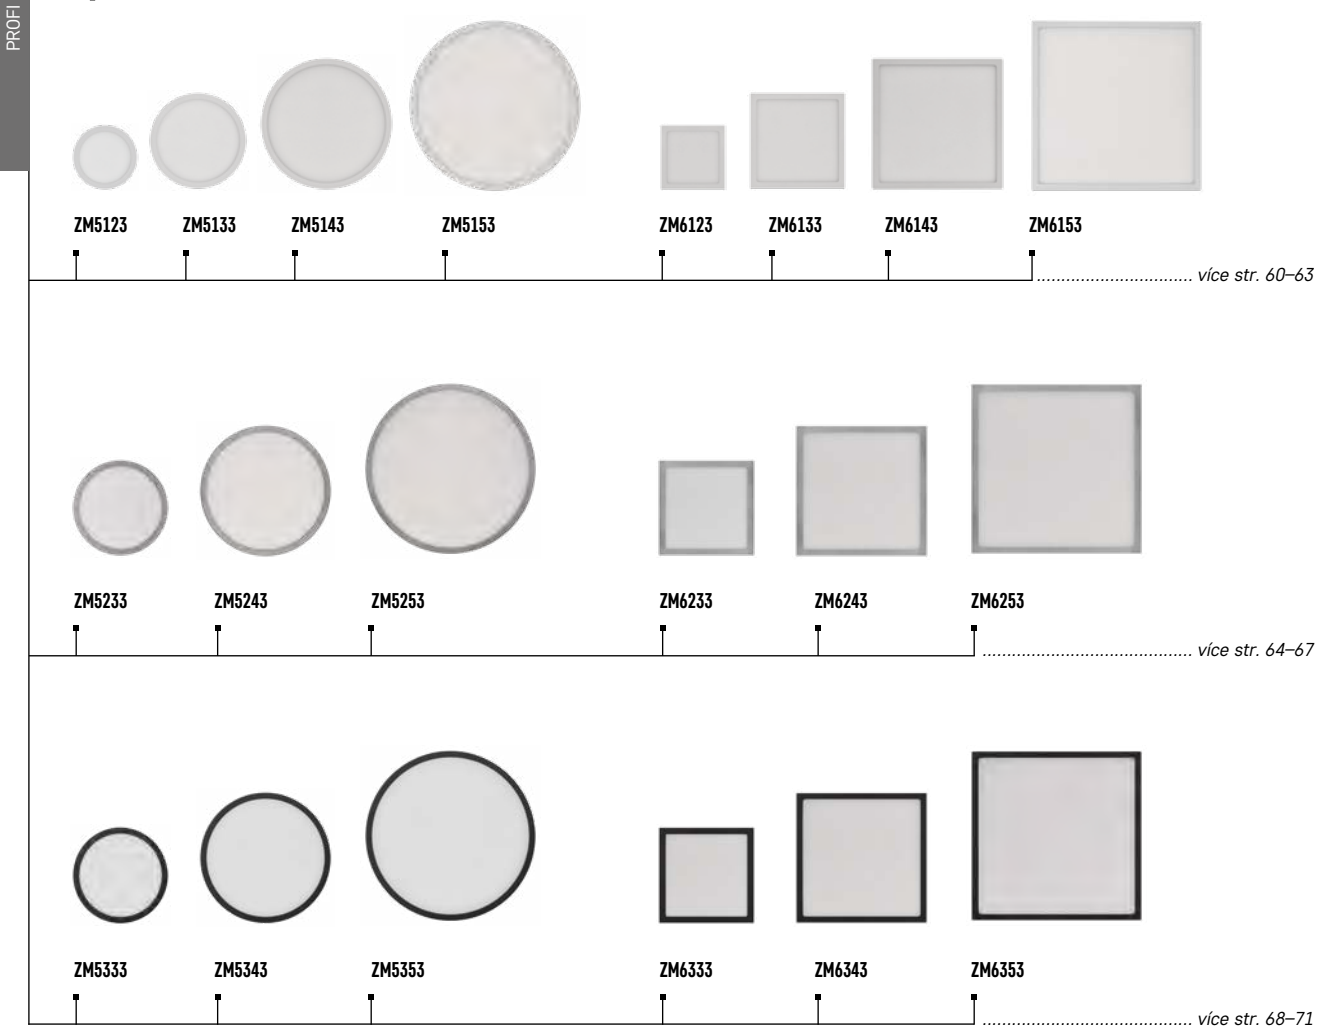 PROFI
ZM5123 ZM5133 ZM5143 ZM5153 ZM6123 ZM6133 ZM6143 ZM6153
více str. 60–63
ZM5233 ZM5243 ZM5253 ZM6233 ZM6243 ZM6253
více str. 64–67
ZM5333 ZM5343 ZM5353 ZM6333 ZM6343 ZM6353
více str. 68–71